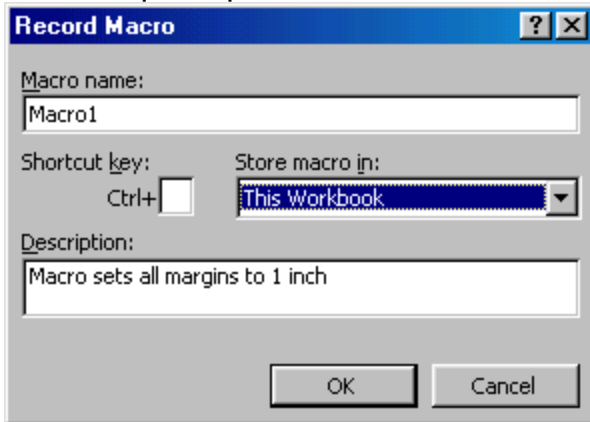 Record Macro
Macro name:
Macro1
Shortcut key: Store macro in:
Ctrl+ This Workbook
Description:
Macro sets all margins to 1 inch
OK Cancel